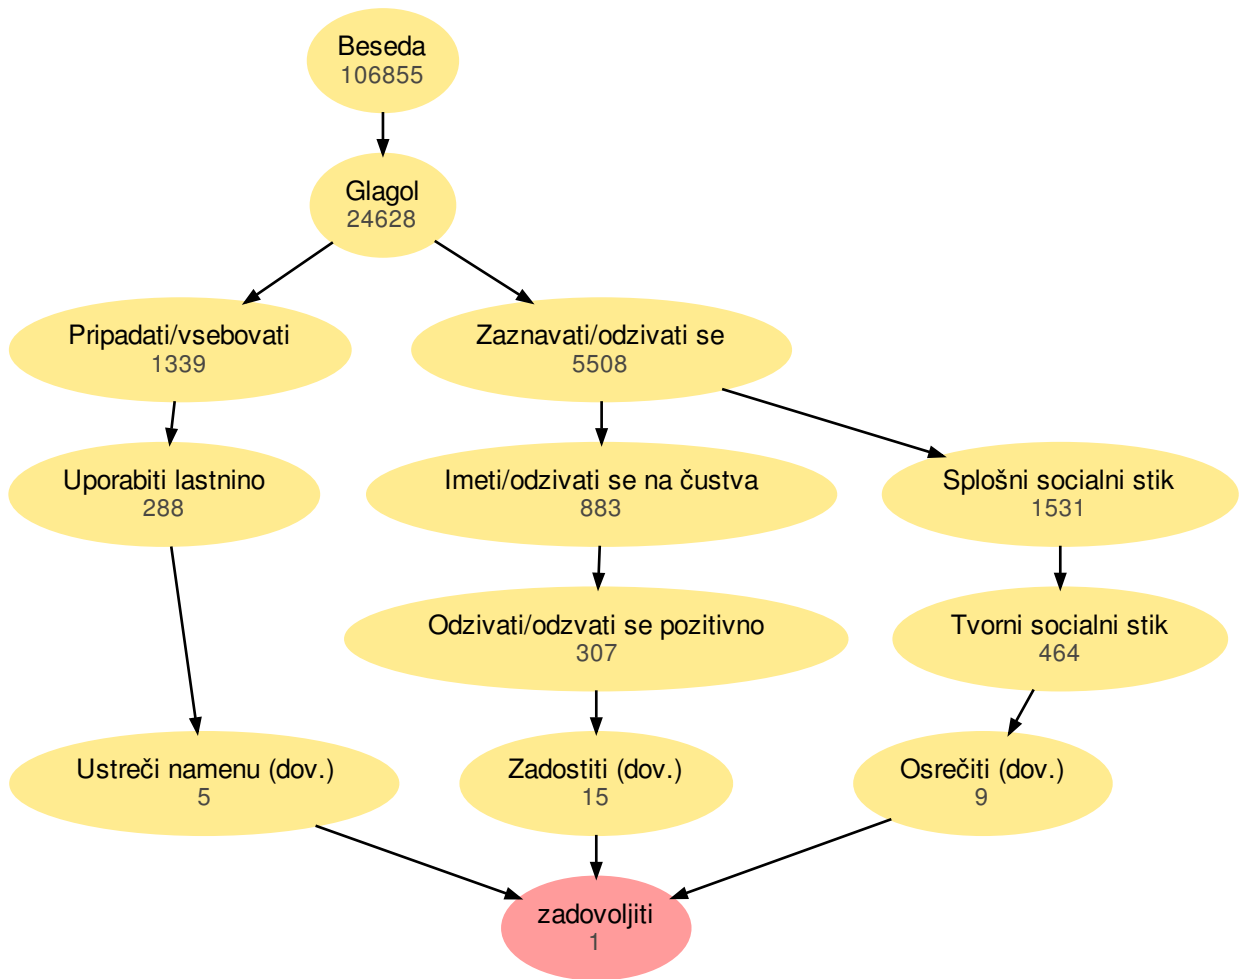 Beseda
106855
Glagol
24628
Pripadati/vsebovati
1339
Zaznavati/odzivati se
5508
Uporabiti lastnino
288
Imeti/odzivati se na čustva
883
Splošni socialni stik
1531
Odzivati/odzvati se pozitivno
307
Tvorni socialni stik
464
Ustreči namenu (dov.)
5
Zadostiti (dov.)
15
Osrečiti (dov.)
9
zadovoljiti
1